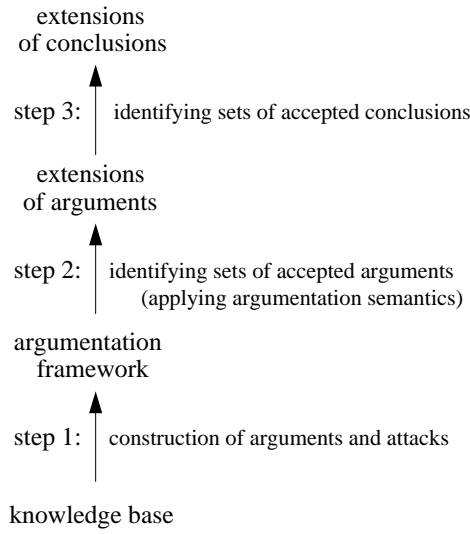 extensions
of conclusions
step 3: identifying sets of accepted conclusions
extensions
of arguments
step 2: identifying sets of accepted arguments
(applying argumentation semantics)
argumentation
framework
step 1: construction of arguments and attacks
knowledge base